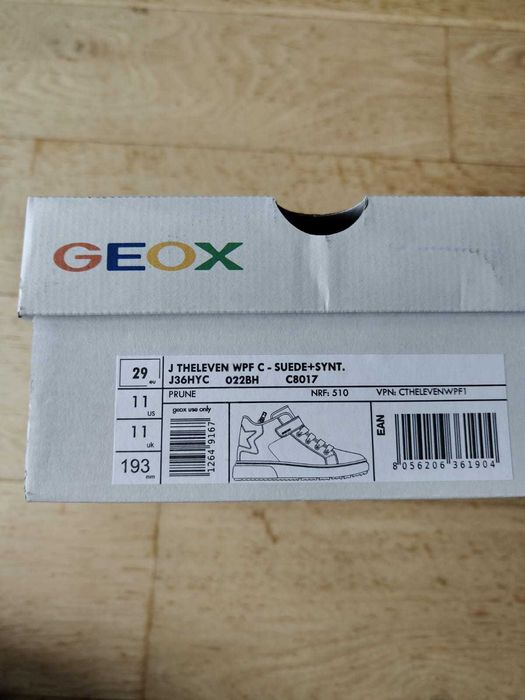 GEOX
29 eu
J THELEVEN WPF C - SUEDE+SYNT.
J36HYC 022BH C8017
11 us
PRUNE NRF: 510 VPN: CTHELEVENWPF1
geox use only
11 uk
193 mm
1264 9167
EAN
8 056206 361904